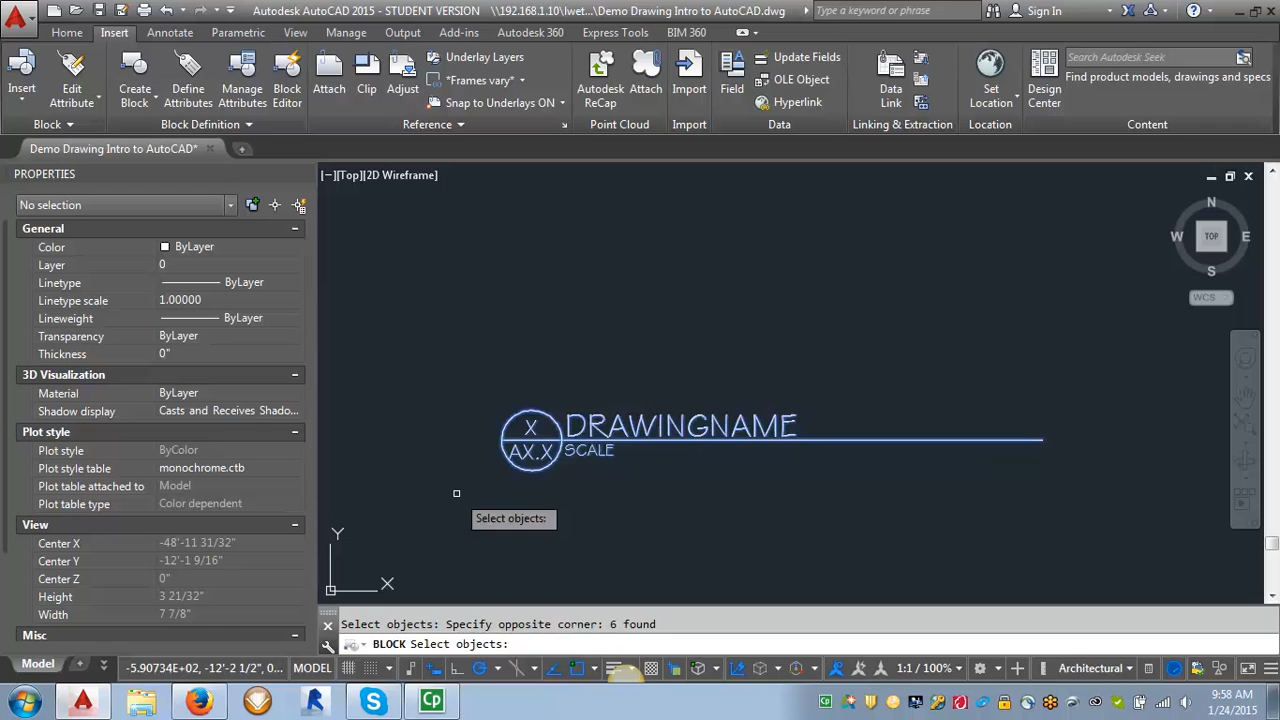 Autodesk AutoCAD 2015 - STUDENT VERSION \\192.168.1.10\Iwet...\Demo Drawing Intro to AutoCAD.dwg
Type a keyword or phrase
Sign In
Home Insert Annotate Parametric View Manage Output Add-ins Autodesk 360 Express Tools BIM 360
Insert
Edit Attribute
Create Block
Define Attributes
Manage Attributes
Block Editor
Attach
Clip
Adjust
Underlay Layers
*Frames vary*
Snap to Underlays ON
Autodesk ReCap
Attach
Import
Field
Update Fields
OLE Object
Hyperlink
Data Link
Set Location
Design Center
Search Autodesk Seek
Find product models, drawings and specs
Block
Block Definition
Reference
Point Cloud
Import
Data
Linking & Extraction
Location
Content
Demo Drawing Intro to AutoCAD*
PROPERTIES
No selection
General
Color ByLayer
Layer 0
Linetype ByLayer
Linetype scale 1.00000
Lineweight ByLayer
Transparency ByLayer
Thickness 0"
3D Visualization
Material ByLayer
Shadow display Casts and Receives Shado...
Plot style
Plot style ByColor
Plot style table monochrome.ctb
Plot table attached to Model
Plot table type Color dependent
View
Center X -48'-11 31/32"
Center Y -12'-1 9/16"
Center Z 0"
Height 3 21/32"
Width 7 7/8"
Misc
[−][Top][2D Wireframe]
N
W TOP E
S
WCS
X DRAWINGNAME
AX.X SCALE
Select objects:
Y
X
Select objects: Specify opposite corner: 6 found
BLOCK Select objects:
Model
-5.90734E+02, -12'-2 1/2", 0... MODEL
1:1 / 100%
Architectural
9:58 AM
1/24/2015